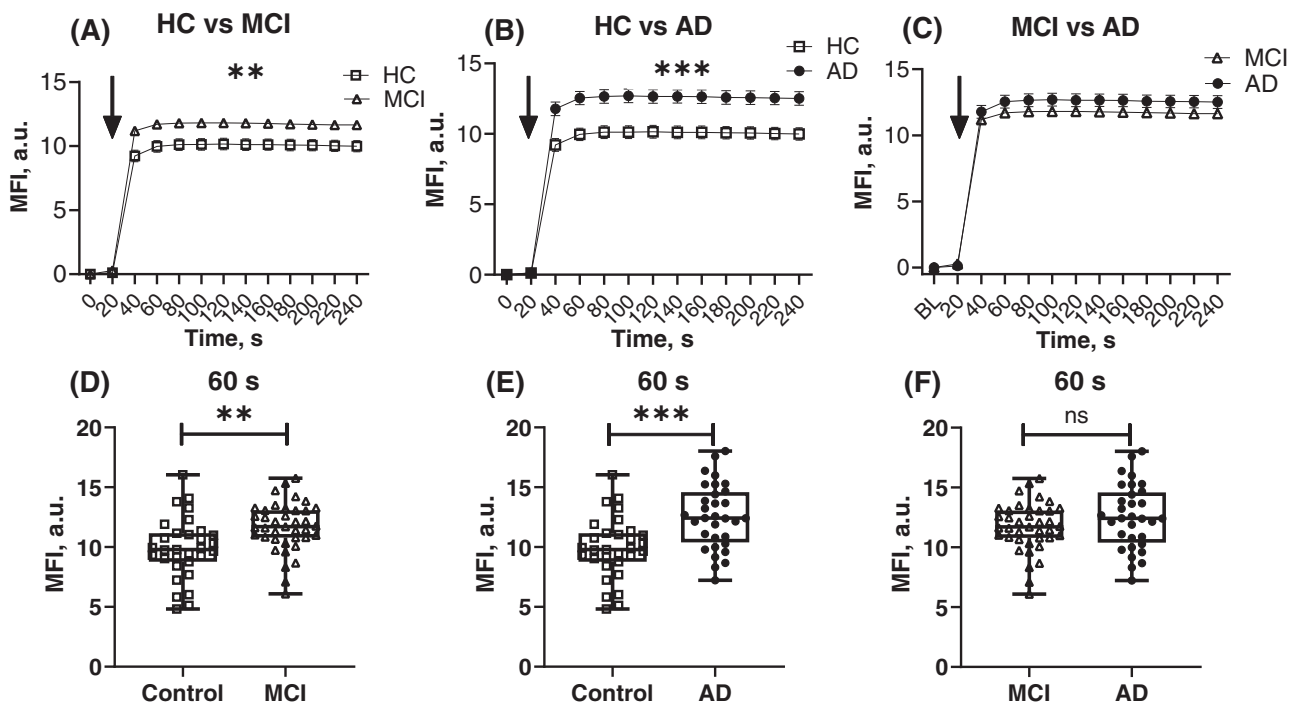 (A) HC vs MCI
**
HC
MCI
MFI, a.u.
15
10
5
0
0 20 40 60 80 100 120 140 160 180 200 220 240
Time, s
(B) HC vs AD
***
HC
AD
MFI, a.u.
15
10
5
0
0 20 40 60 80 100 120 140 160 180 200 220 240
Time, s
(C) MCI vs AD
MCI
AD
MFI, a.u.
15
10
5
0
BL 20 40 60 80 100 120 140 160 180 200 220 240
Time, s
(D) 60 s
**
MFI, a.u.
20
15
10
5
0
Control MCI
(E) 60 s
***
MFI, a.u.
20
15
10
5
0
Control AD
(F) 60 s
ns
MFI, a.u.
20
15
10
5
0
MCI AD